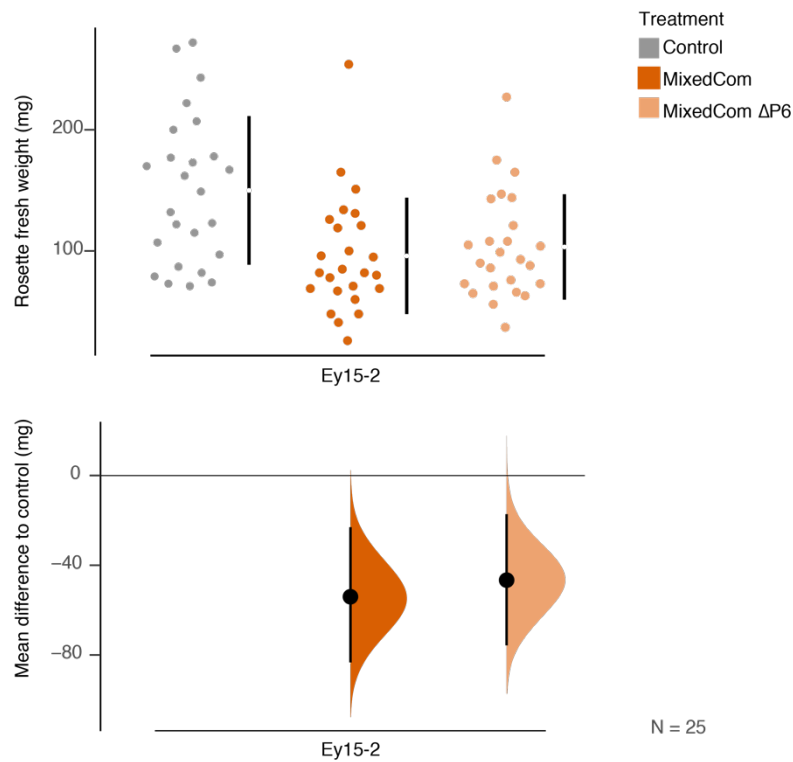 Treatment
Control
MixedCom
MixedCom ΔP6
Rosette fresh weight (mg)
200
100
Ey15-2
Mean difference to control (mg)
0
−40
−80
Ey15-2
N = 25